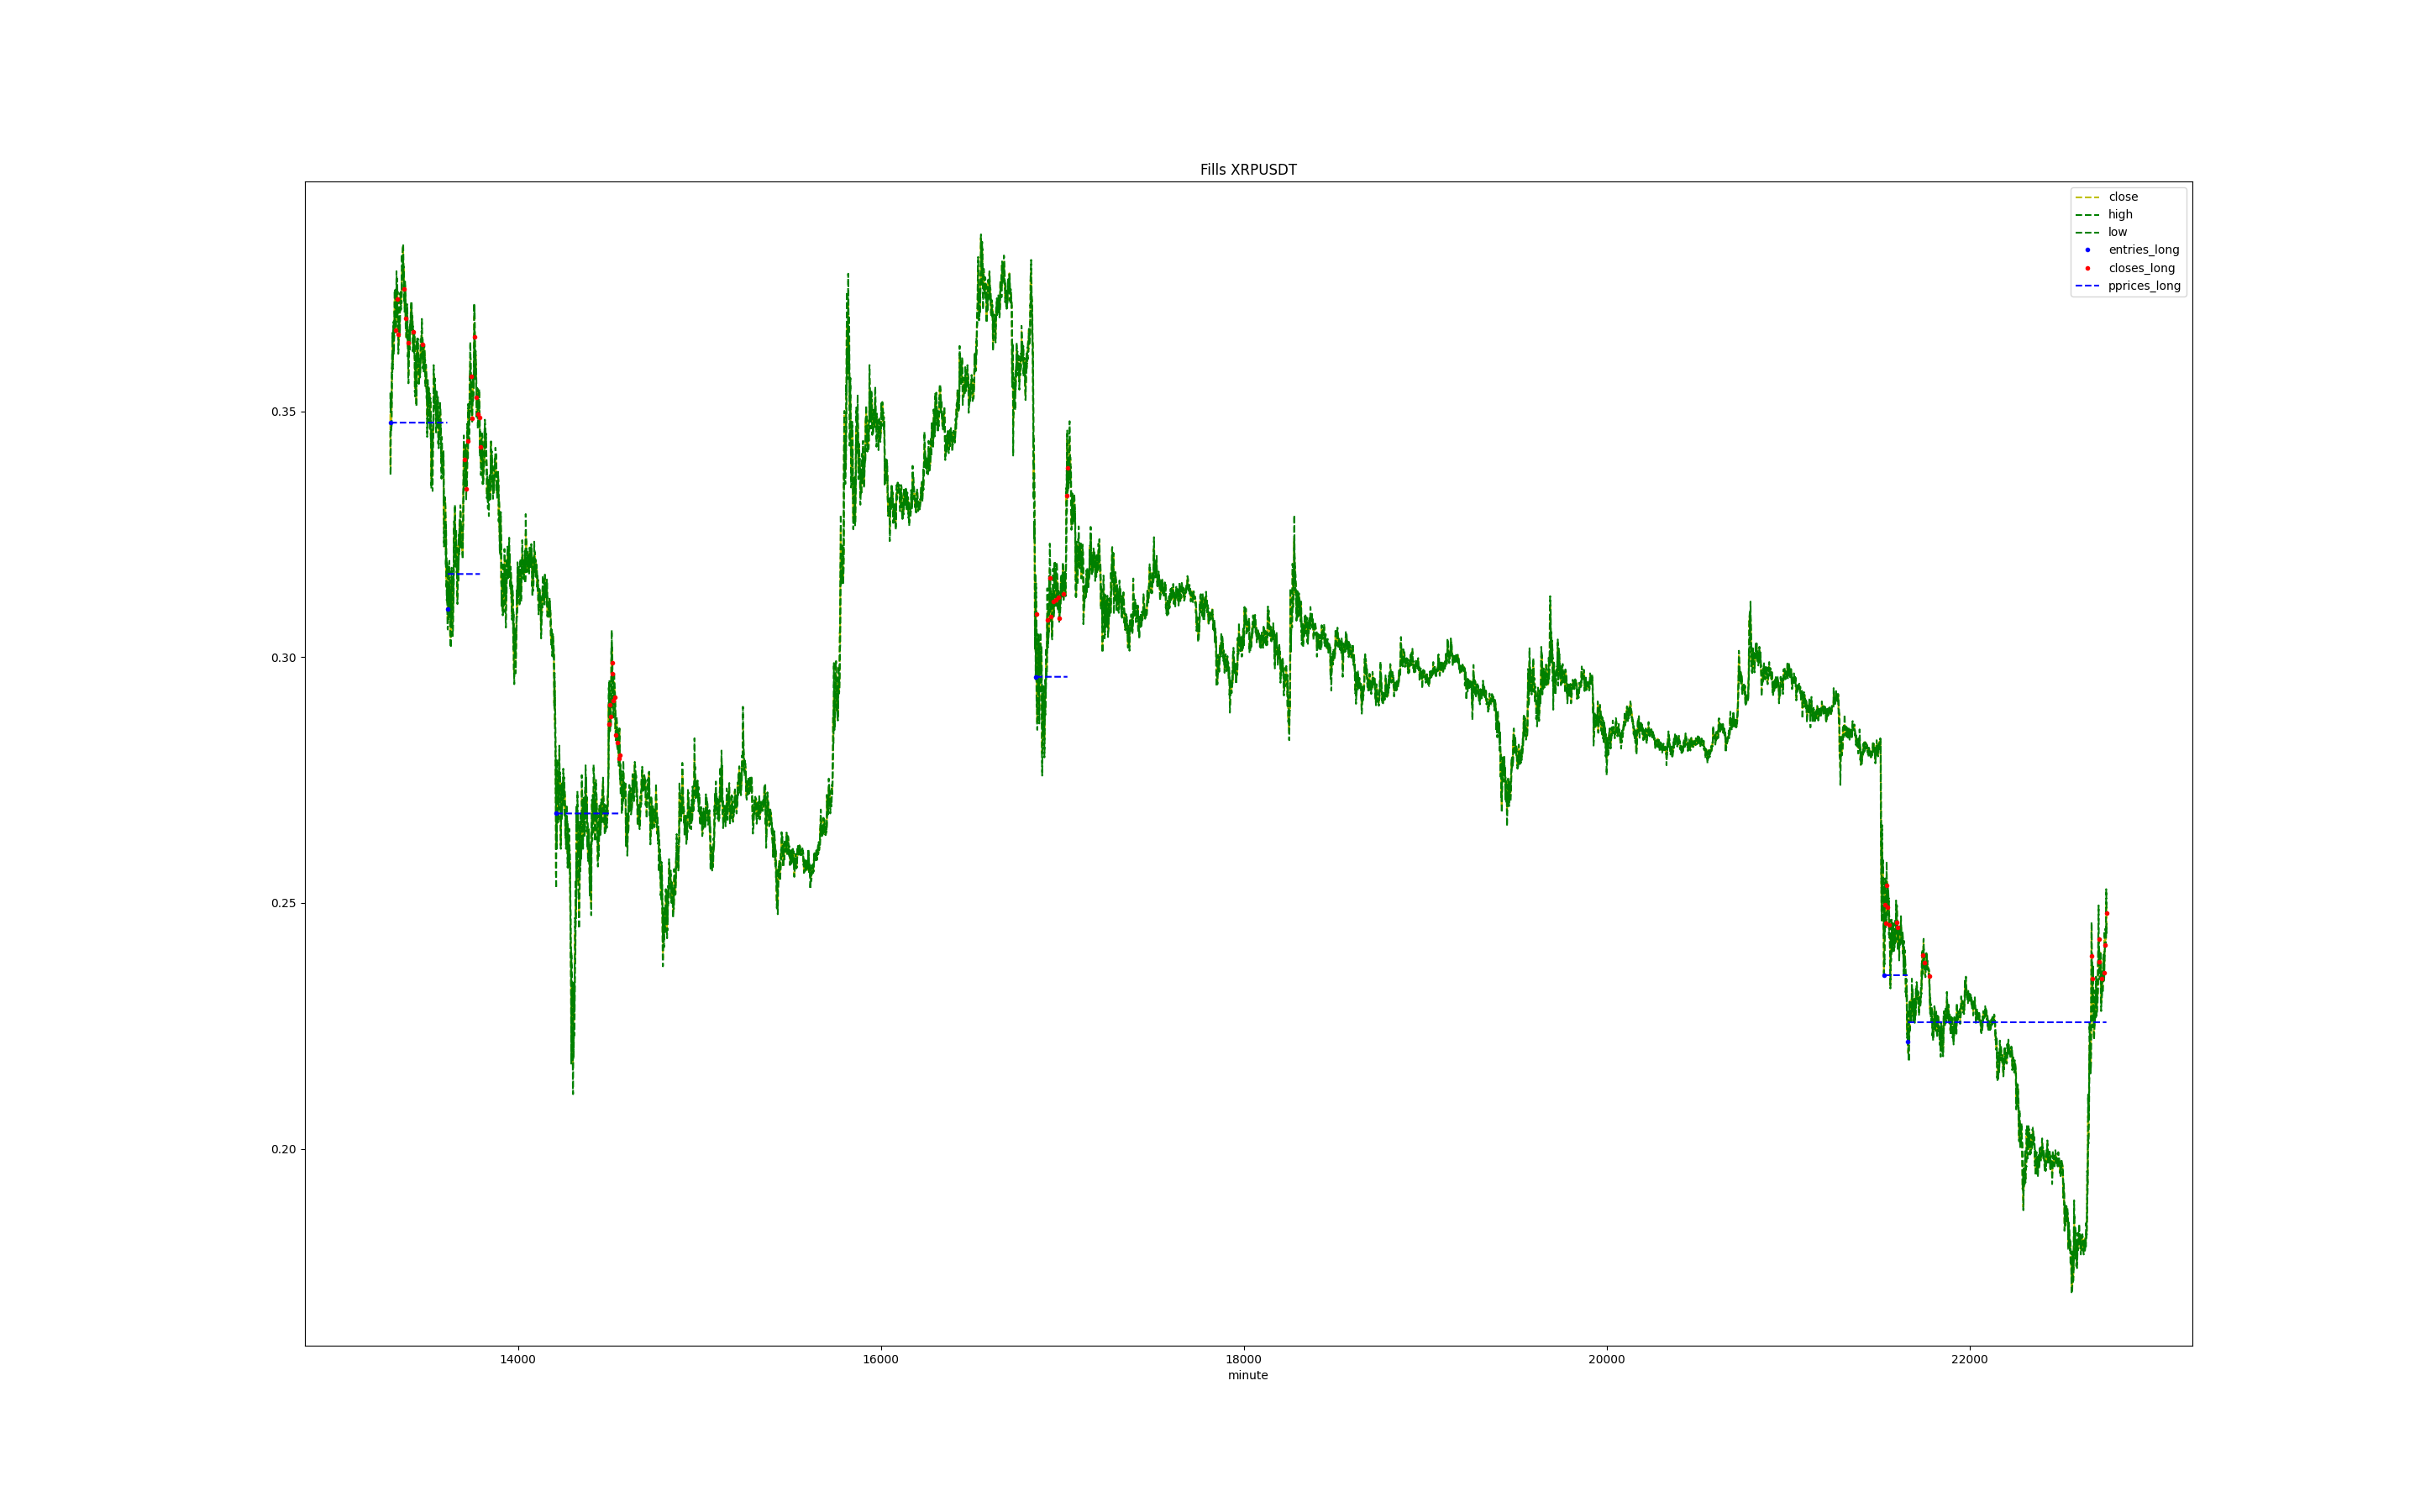 Fills XRPUSDT
close
high
low
entries_long
closes_long
pprices_long
0.35
0.30
0.25
0.20
14000
16000
18000
20000
22000
minute